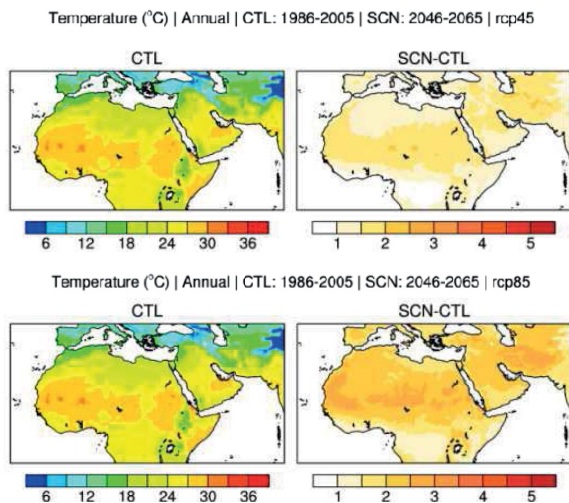 Temperature (°C) | Annual | CTL: 1986-2005 | SCN: 2046-2065 | rcp45
CTL
SCN-CTL
6 12 18 24 30 36
1 2 3 4 5
Temperature (°C) | Annual | CTL: 1986-2005 | SCN: 2046-2065 | rcp85
CTL
SCN-CTL
6 12 18 24 30 36
1 2 3 4 5